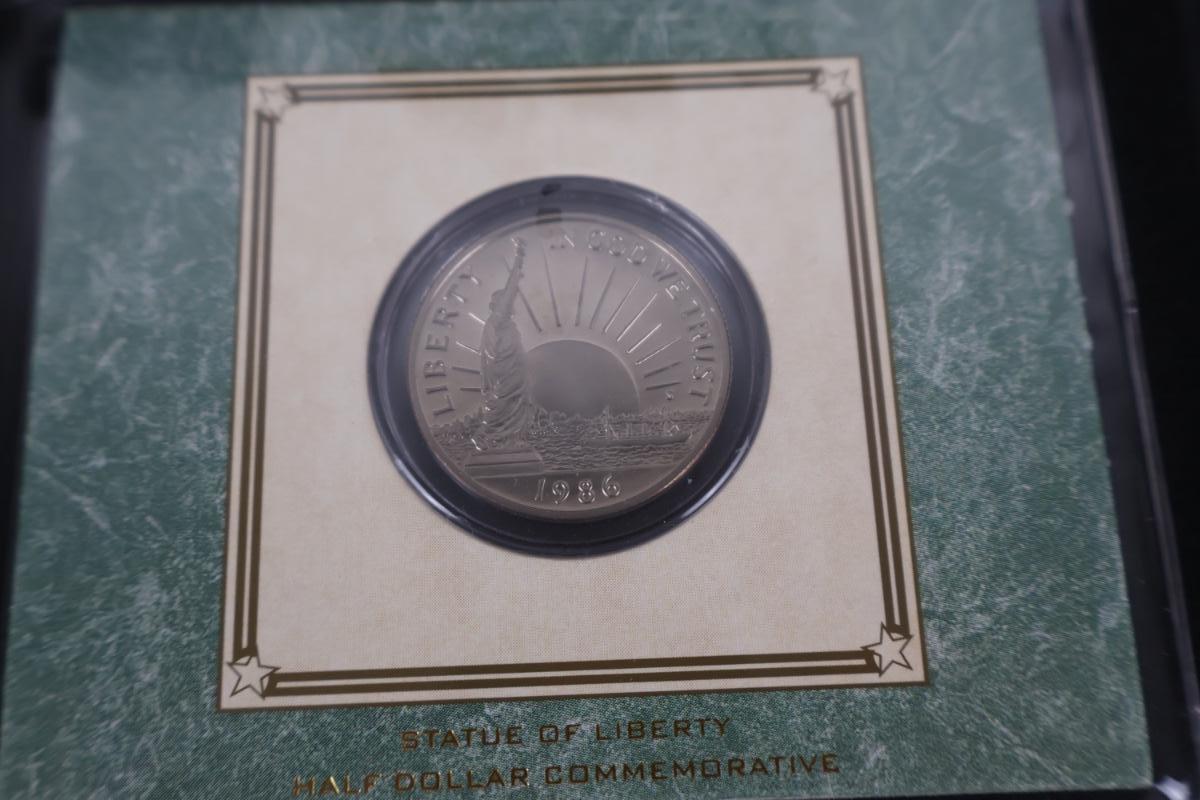 LIBERTY
IN GOD WE TRUST
1986
STATUE OF LIBERTY
HALF DOLLAR COMMEMORATIVE